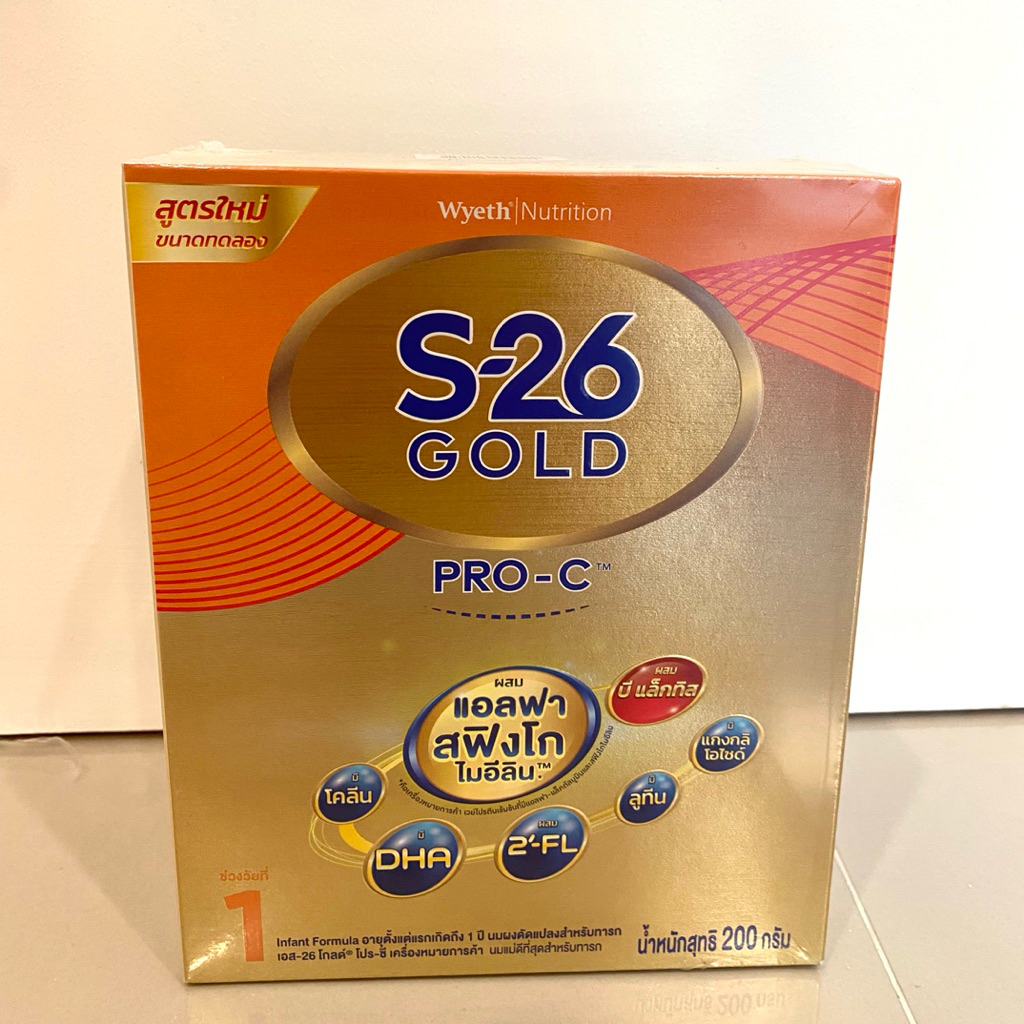 สูตรใหม่
ขนาดทดลอง
Wyeth® | Nutrition
S-26
GOLD
PRO-C™
ผสม
แอลฟา
สฟิงโก
ไมอีลิน™*
ผสม
บี แล็กทิส
มี
แกงกลิ
โอไซด์
มี
ลูทีน
ผสม
2'-FL
มี
DHA
มี
โคลีน
ช่วงวัยที่
1
Infant Formula อายุตั้งแต่แรกเกิดถึง 1 ปี นมผงดัดแปลงสำหรับทารก
เอส-26 โกลด์® โปร-ซี เครื่องหมายการค้า นมแม่ดีที่สุดสำหรับทารก
น้ำหนักสุทธิ 200 กรัม